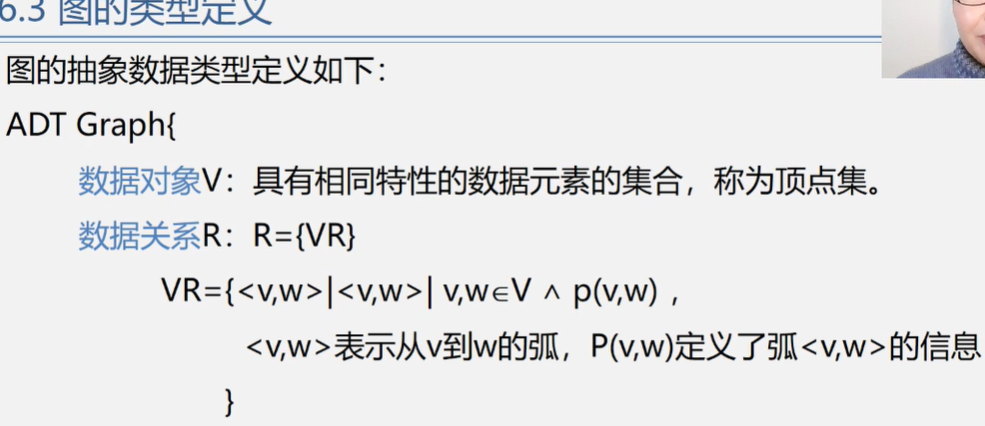 6.3 图的类型定义
图的抽象数据类型定义如下：
ADT Graph{
数据对象V：具有相同特性的数据元素的集合，称为顶点集。
数据关系R：R={VR}
VR={<v,w>|<v,w>| v,w∈V ∧ p(v,w) ,
<v,w>表示从v到w的弧，P(v,w)定义了弧<v,w>的信息
}